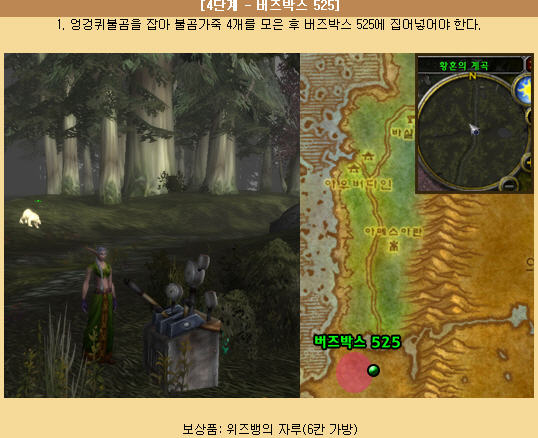 [4단계 - 버즈박스 525]
1. 엉겅퀴불곰을 잡아 불곰가죽 4개를 모은 후 버즈박스 525에 집어넣어야 한다.
황혼의 계곡
N
바실
아우버다인
아메스아란
버즈박스 525
보상품: 위즈뱅의 자루(6칸 가방)